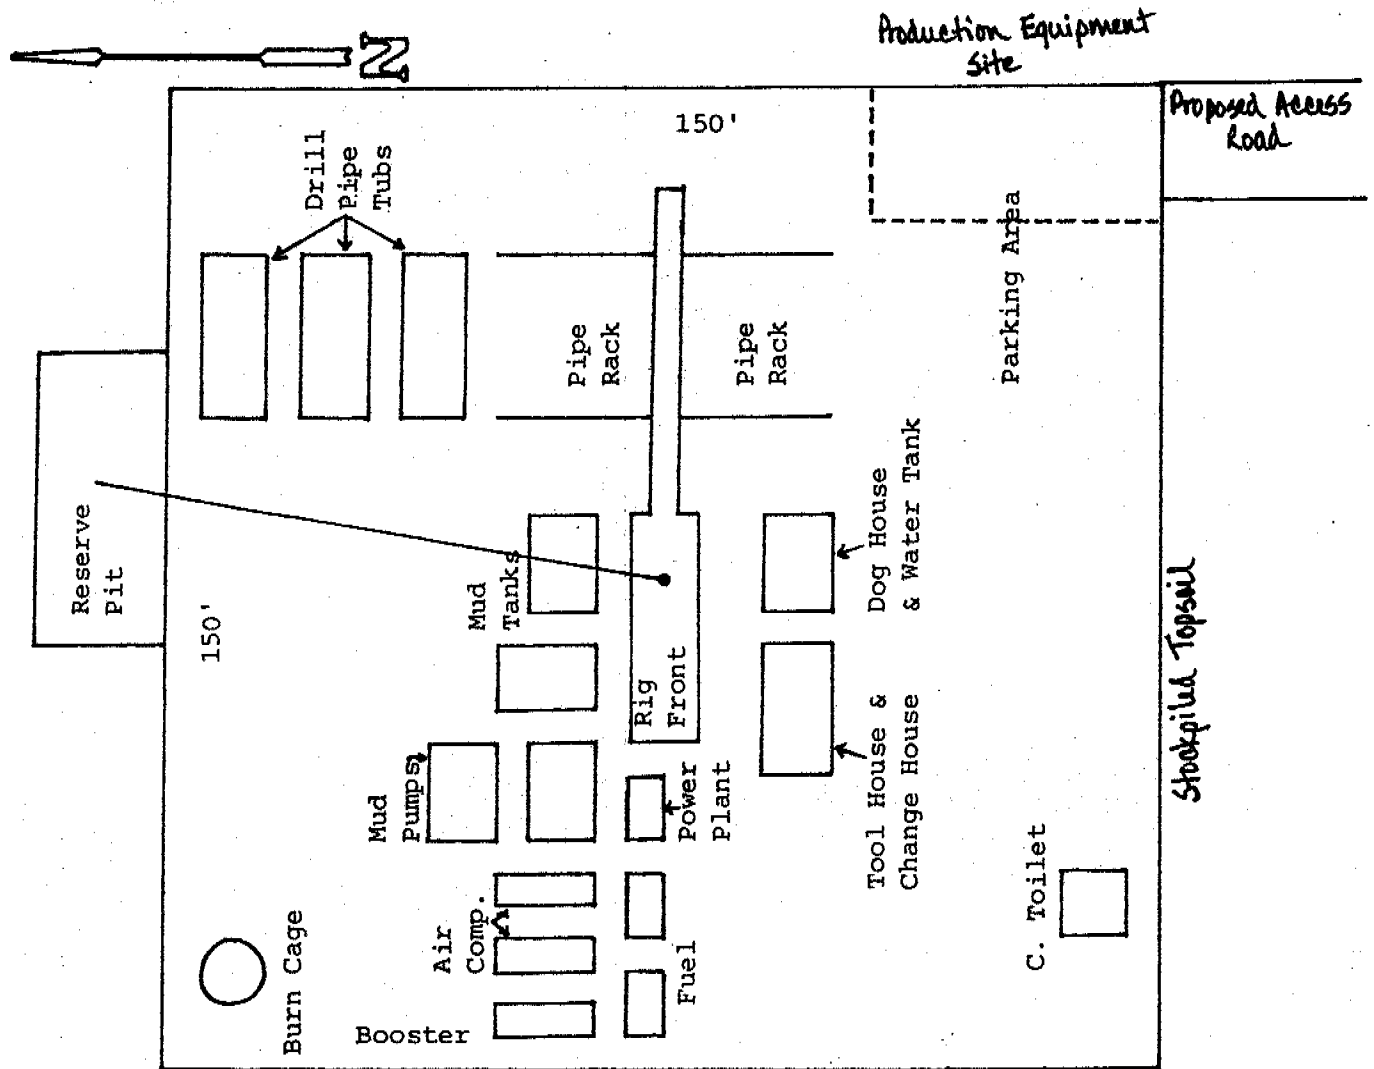 N
Production Equipment
Site
Proposed Access
Road
150'
Drill
Pipe
Tubs
Pipe
Rack
Pipe
Rack
Parking Area
Reserve
Pit
150'
Mud
Tanks
Rig
Front
Dog House
& Water Tank
Stockpiled Topsoil
Mud
Pumps
Power
Plant
Tool House &
Change House
Air
Comp.
Fuel
Booster
Burn Cage
C. Toilet